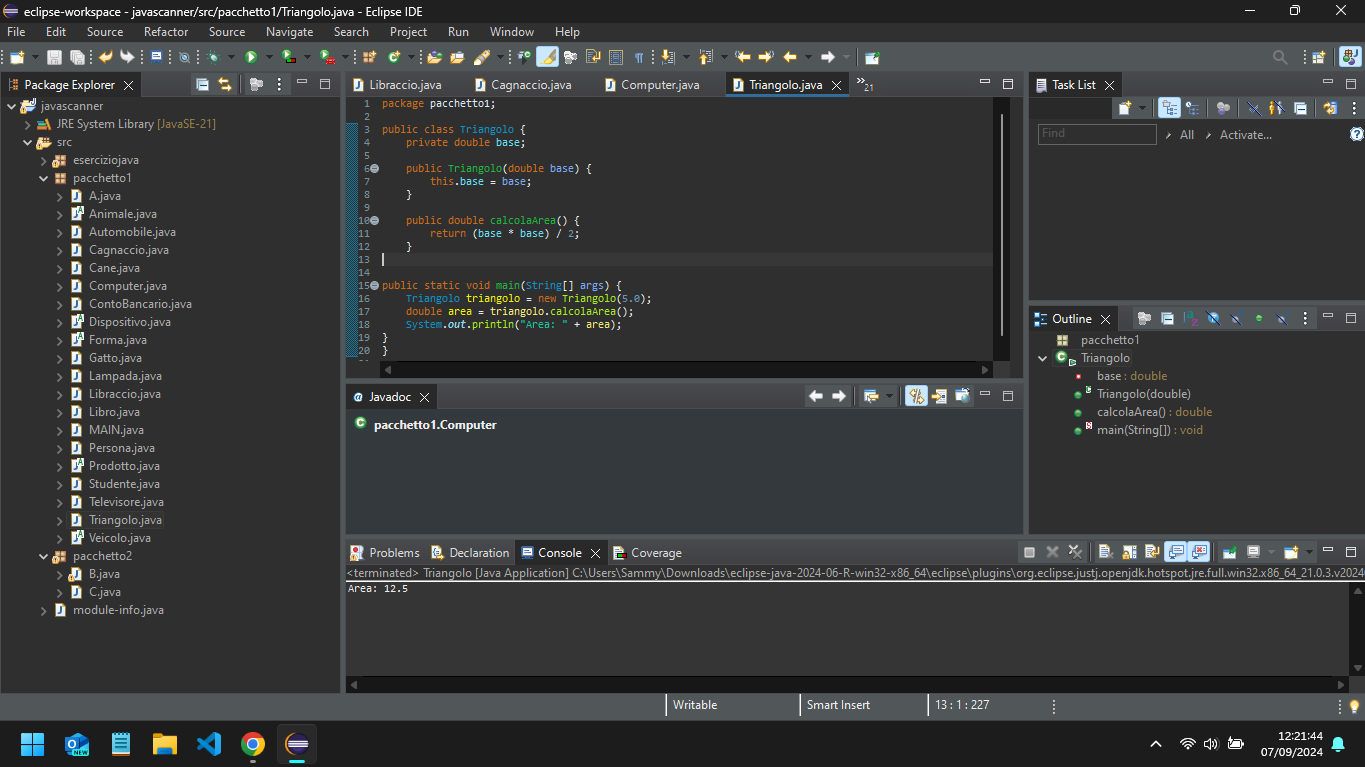 eclipse-workspace - javascanner/src/pacchetto1/Triangolo.java - Eclipse IDE
File Edit Source Refactor Source Navigate Search Project Run Window Help
Package Explorer
javascanner
JRE System Library [JavaSE-21]
src
eserciziojava
pacchetto1
A.java
Animale.java
Automobile.java
Cagnaccio.java
Cane.java
Computer.java
ContoBancario.java
Dispositivo.java
Forma.java
Gatto.java
Lampada.java
Libraccio.java
Libro.java
MAIN.java
Persona.java
Prodotto.java
Studente.java
Televisore.java
Triangolo.java
Veicolo.java
pacchetto2
B.java
C.java
module-info.java
Libraccio.java Cagnaccio.java Computer.java Triangolo.java »21
1 package pacchetto1;
2
3 public class Triangolo {
4 private double base;
5
6 public Triangolo(double base) {
7 this.base = base;
8 }
9
10 public double calcolaArea() {
11 return (base * base) / 2;
12 }
13
14
15 public static void main(String[] args) {
16 Triangolo triangolo = new Triangolo(5.0);
17 double area = triangolo.calcolaArea();
18 System.out.println("Area: " + area);
19 }
20 }
Javadoc
pacchetto1.Computer
Problems Declaration Console Coverage
<terminated> Triangolo [Java Application] C:\Users\Sammy\Downloads\eclipse-java-2024-06-R-win32-x86_64\eclipse\plugins\org.eclipse.justj.openjdk.hotspot.jre.full.win32.x86_64_21.0.3.v2024
Area: 12.5
Task List
Find All Activate...
Outline
pacchetto1
Triangolo
base : double
Triangolo(double)
calcolaArea() : double
main(String[]) : void
Writable Smart Insert 13 : 1 : 227
NEW
12:21:44
07/09/2024